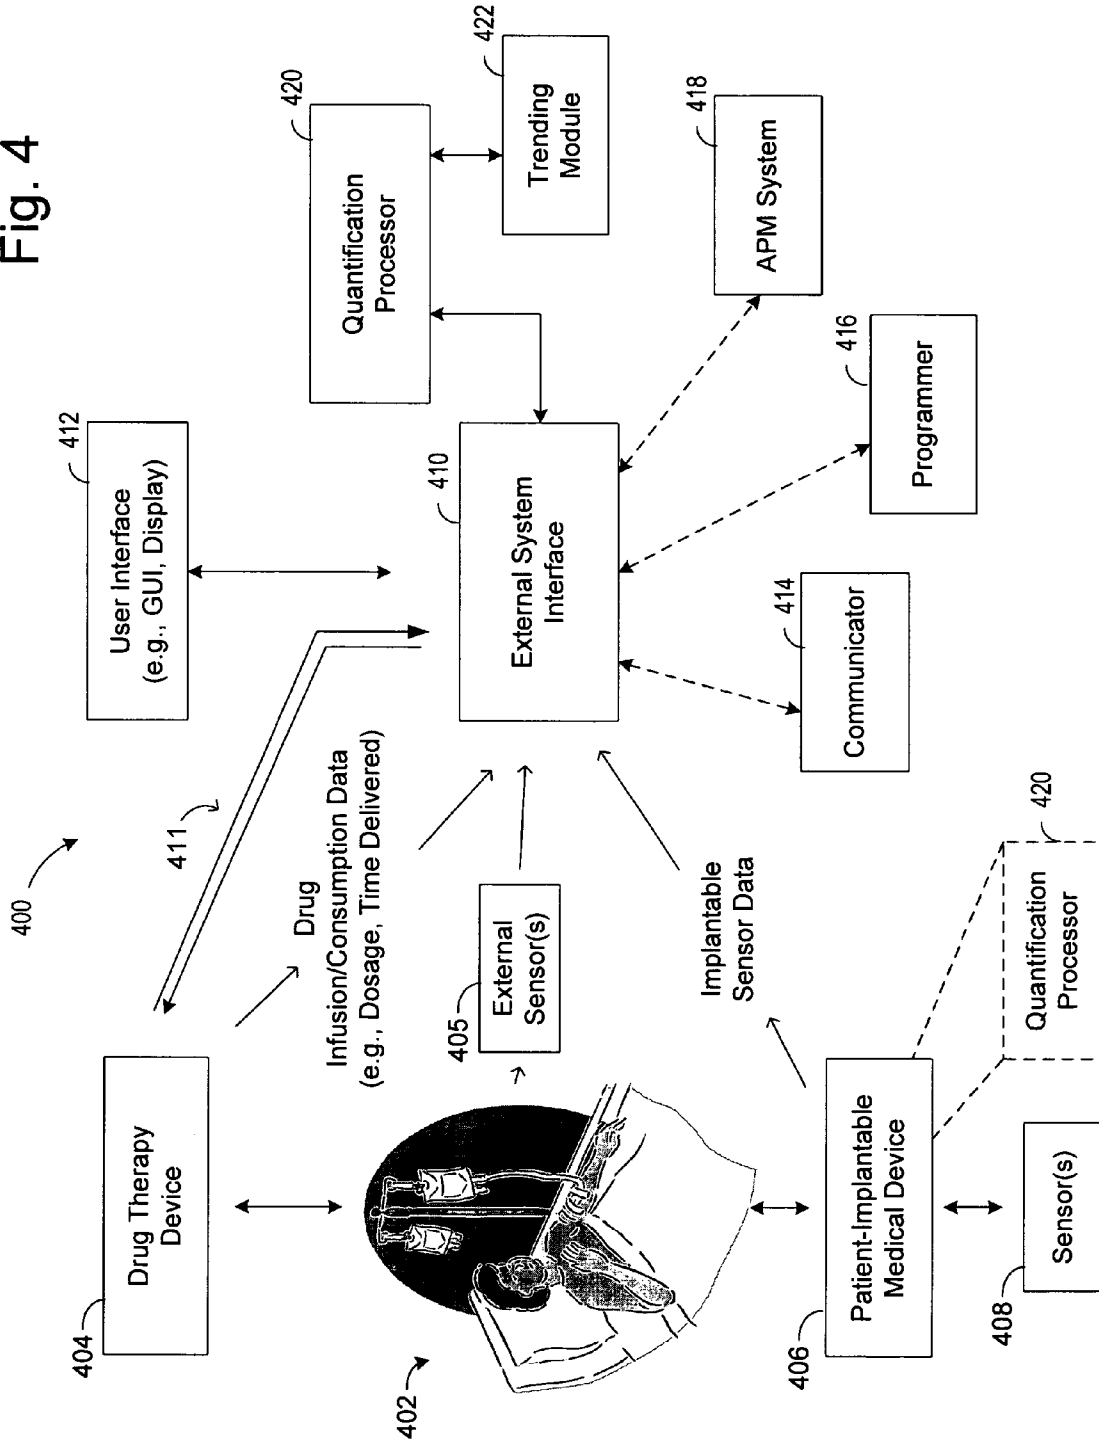 Fig. 4
400
404
Drug Therapy
Device
411
412
User Interface
(e.g., GUI, Display)
420
Quantification
Processor
422
Trending
Module
402
Drug
Infusion/Consumption Data
(e.g., Dosage, Time Delivered)
405
External
Sensor(s)
410
External System
Interface
Implantable
Sensor Data
406
Patient-Implantable
Medical Device
408
Sensor(s)
420
Quantification
Processor
414
Communicator
416
Programmer
418
APM System